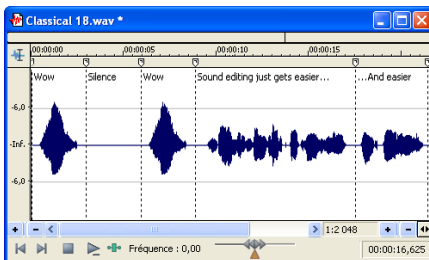 Classical 18.wav *
,00:00:00 ,00:00:05 ,00:00:10 ,00:00:15
Wow Silence Wow Sound editing just gets easier... ...And easier
-6,0
-Inf.
-6,0
1:2 048
Fréquence : 0,00 00:00:16,625